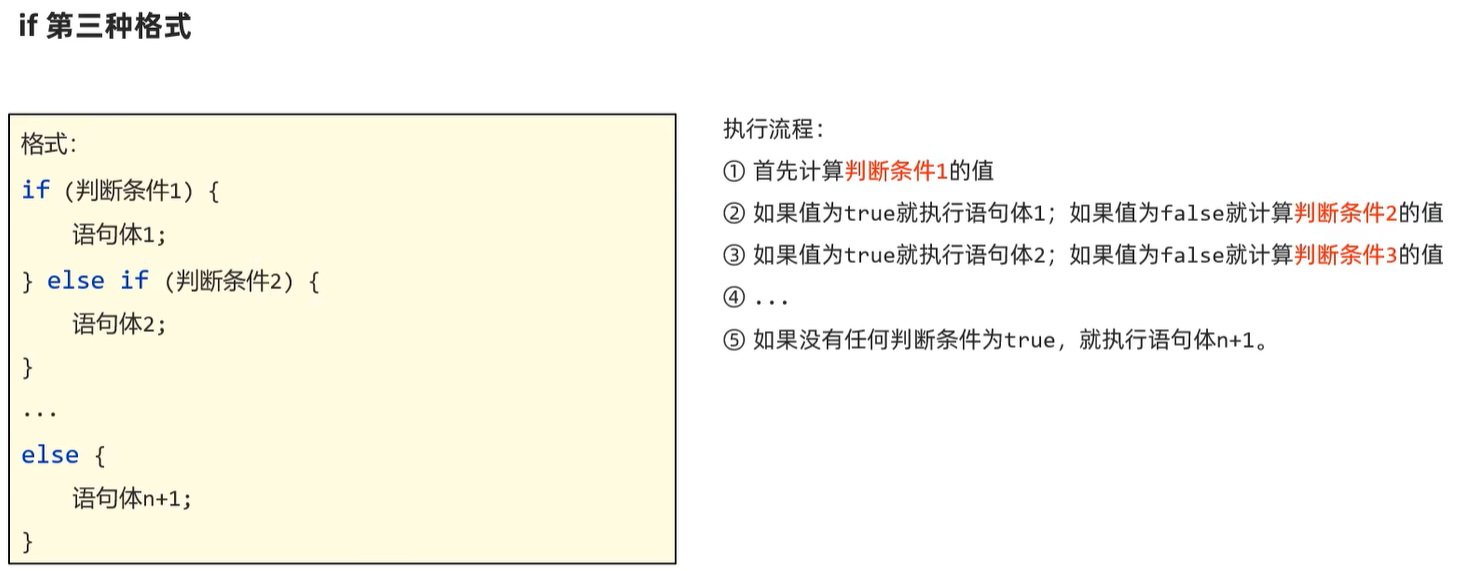 if 第三种格式
格式：
if (判断条件1) {
语句体1;
} else if (判断条件2) {
语句体2;
}
...
else {
语句体n+1;
}
执行流程：
① 首先计算判断条件1的值
② 如果值为true就执行语句体1；如果值为false就计算判断条件2的值
③ 如果值为true就执行语句体2；如果值为false就计算判断条件3的值
④ ...
⑤ 如果没有任何判断条件为true，就执行语句体n+1。